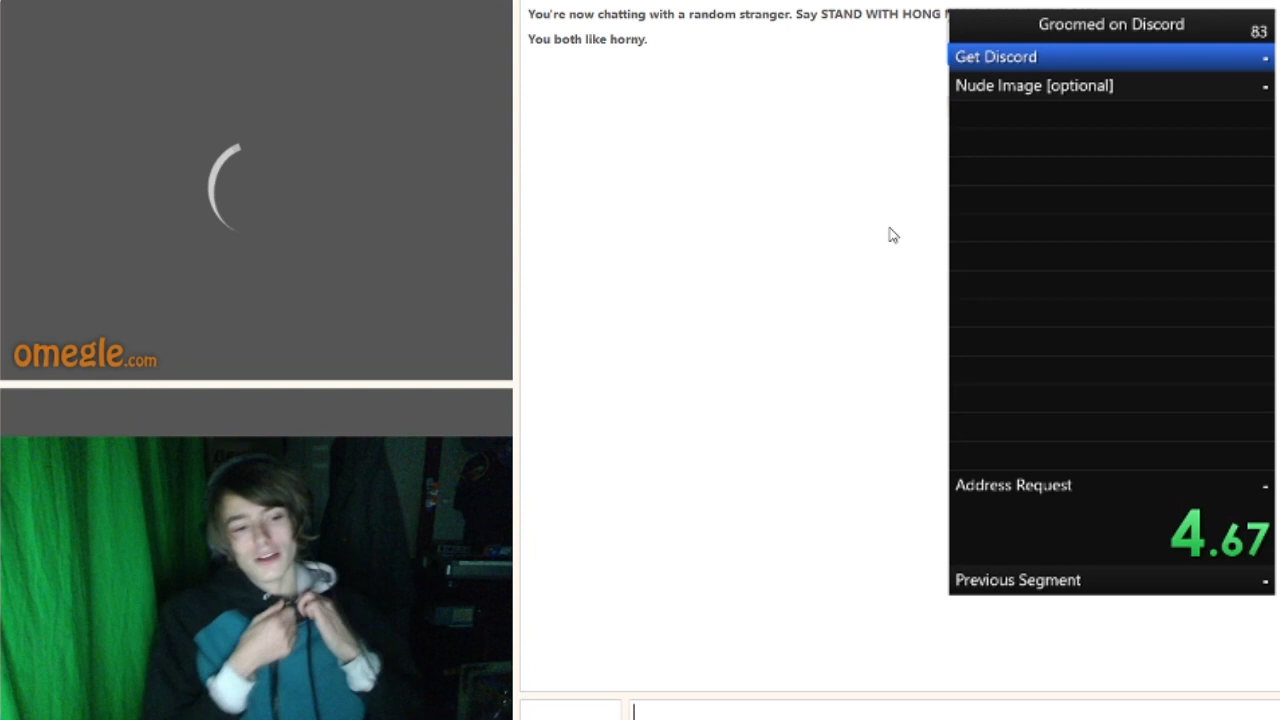 You're now chatting with a random stranger. Say STAND WITH HONG
You both like horny.
omegle.com
Groomed on Discord
83
Get Discord -
Nude Image [optional] -
Address Request -
4.67
Previous Segment -